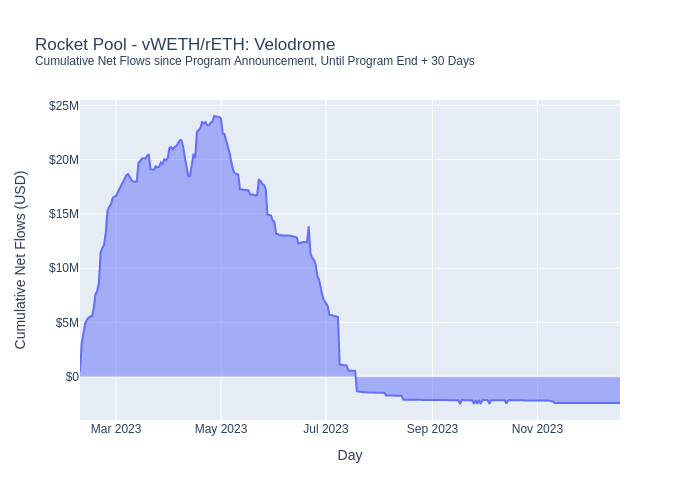 Rocket Pool - vWETH/rETH: Velodrome
Cumulative Net Flows since Program Announcement, Until Program End + 30 Days
Cumulative Net Flows (USD)
$25M
$20M
$15M
$10M
$5M
$0
Mar 2023
May 2023
Jul 2023
Sep 2023
Nov 2023
Day